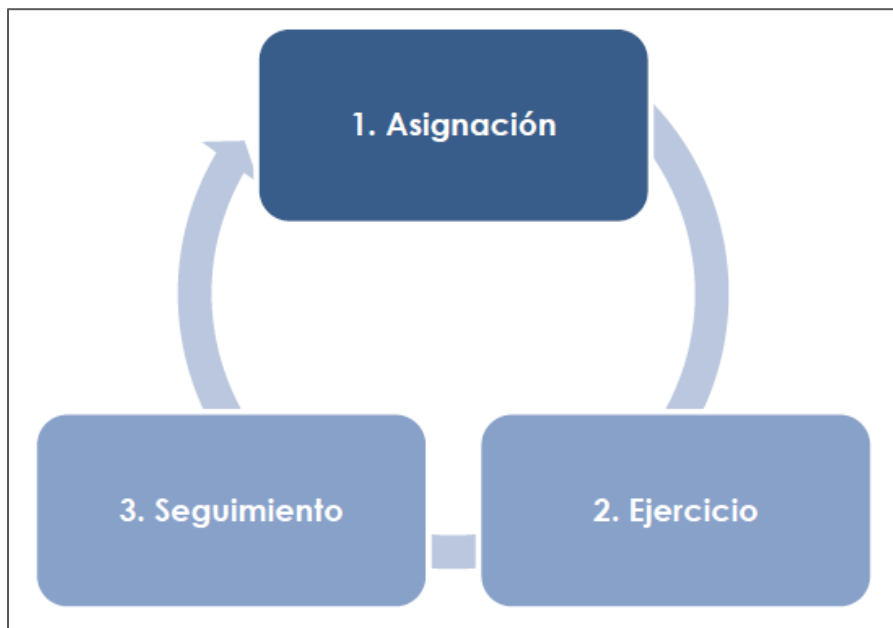 1. Asignación
2. Ejercicio
3. Seguimiento